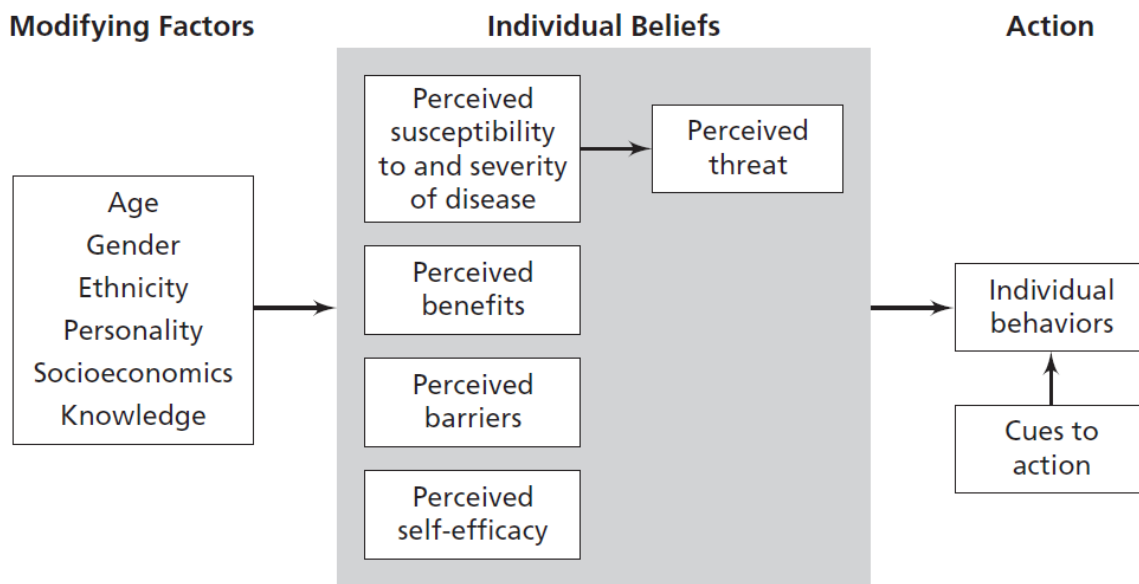 Modifying Factors
Individual Beliefs
Action
Age
Gender
Ethnicity
Personality
Socioeconomics
Knowledge
Perceived
susceptibility
to and severity
of disease
Perceived
threat
Perceived
benefits
Perceived
barriers
Perceived
self-efficacy
Individual
behaviors
Cues to
action